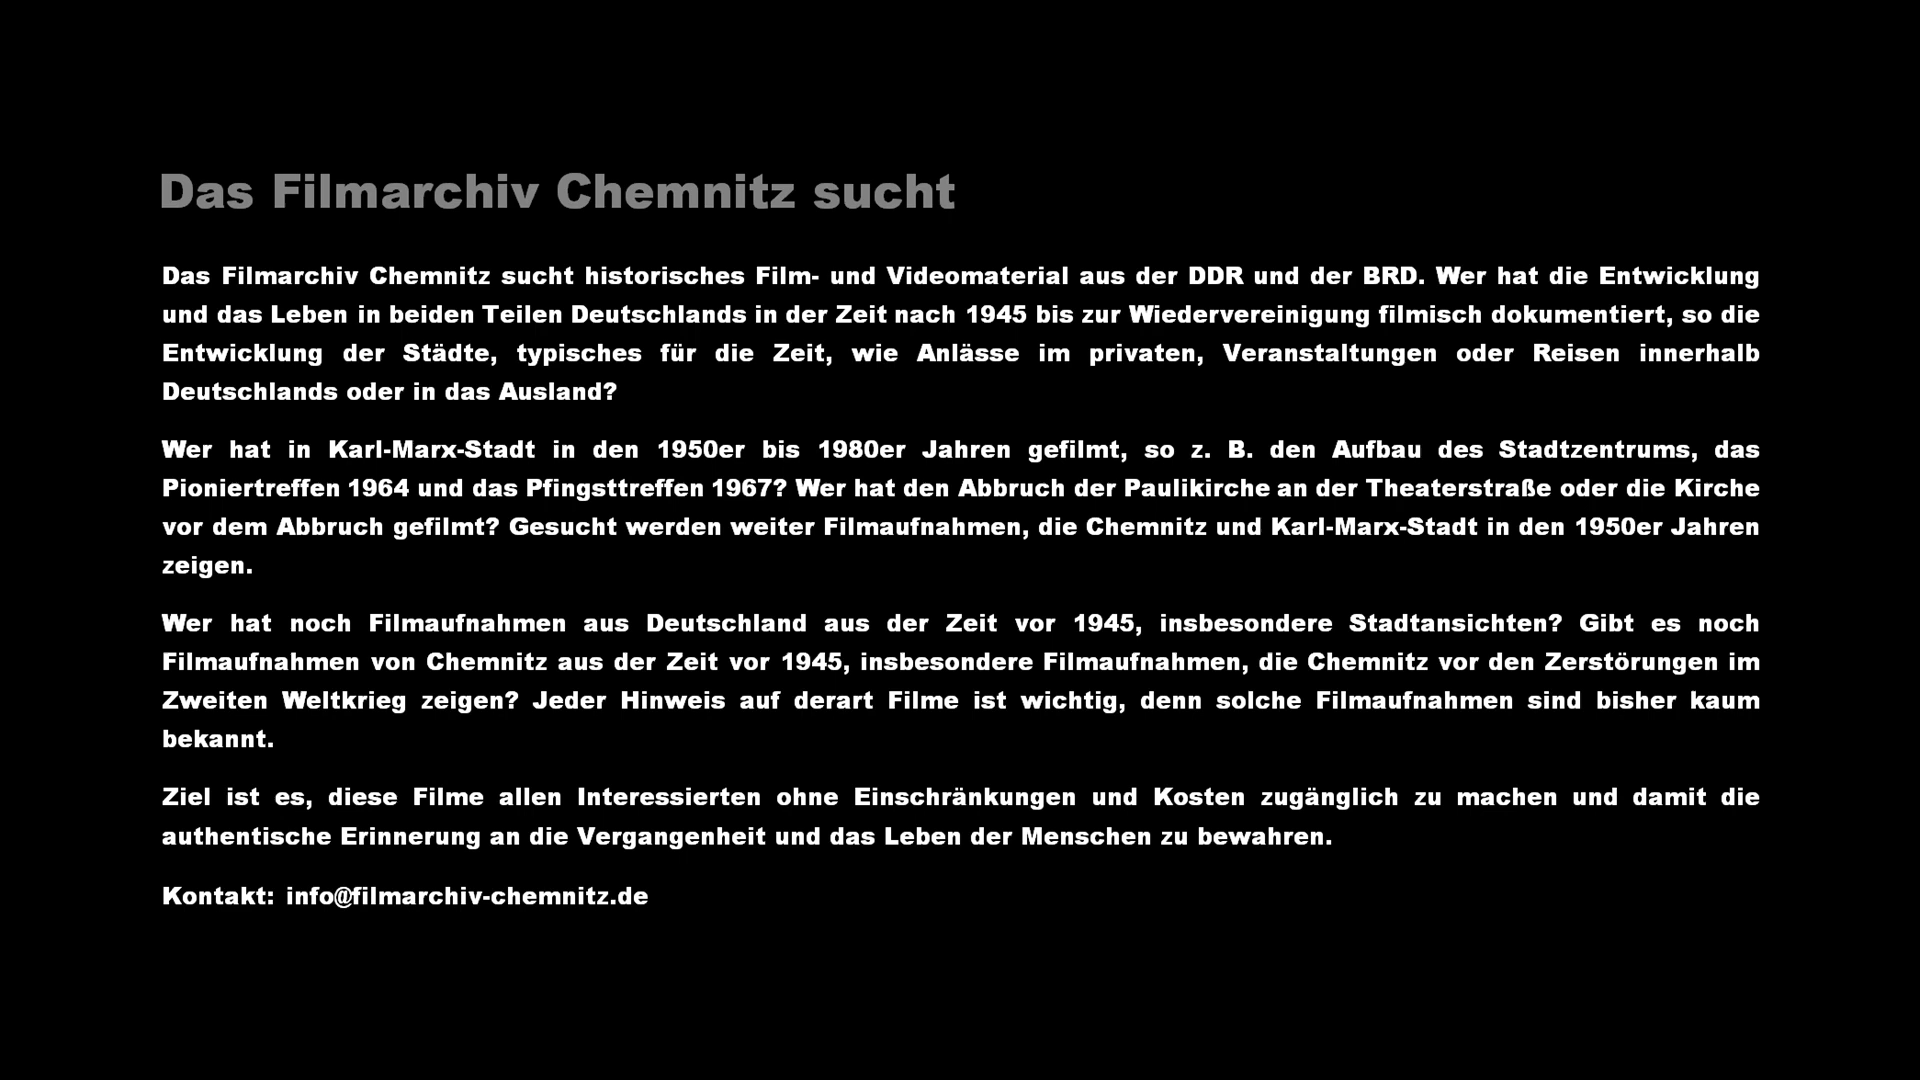 Das Filmarchiv Chemnitz sucht
Das Filmarchiv Chemnitz sucht historisches Film- und Videomaterial aus der DDR und der BRD. Wer hat die Entwicklung
und das Leben in beiden Teilen Deutschlands in der Zeit nach 1945 bis zur Wiedervereinigung filmisch dokumentiert, so die
Entwicklung der Städte, typisches für die Zeit, wie Anlässe im privaten, Veranstaltungen oder Reisen innerhalb
Deutschlands oder in das Ausland?
Wer hat in Karl-Marx-Stadt in den 1950er bis 1980er Jahren gefilmt, so z. B. den Aufbau des Stadtzentrums, das
Pioniertreffen 1964 und das Pfingsttreffen 1967? Wer hat den Abbruch der Paulikirche an der Theaterstraße oder die Kirche
vor dem Abbruch gefilmt? Gesucht werden weiter Filmaufnahmen, die Chemnitz und Karl-Marx-Stadt in den 1950er Jahren
zeigen.
Wer hat noch Filmaufnahmen aus Deutschland aus der Zeit vor 1945, insbesondere Stadtansichten? Gibt es noch
Filmaufnahmen von Chemnitz aus der Zeit vor 1945, insbesondere Filmaufnahmen, die Chemnitz vor den Zerstörungen im
Zweiten Weltkrieg zeigen? Jeder Hinweis auf derart Filme ist wichtig, denn solche Filmaufnahmen sind bisher kaum
bekannt.
Ziel ist es, diese Filme allen Interessierten ohne Einschränkungen und Kosten zugänglich zu machen und damit die
authentische Erinnerung an die Vergangenheit und das Leben der Menschen zu bewahren.
Kontakt: info@filmarchiv-chemnitz.de